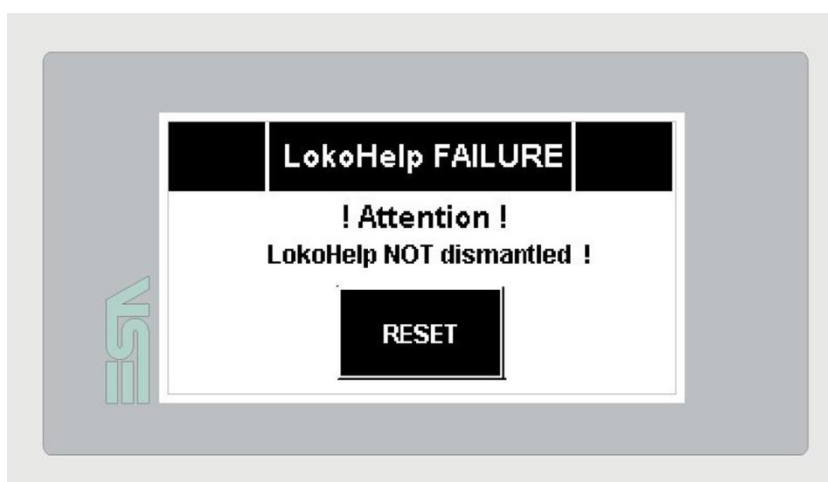 LokoHelp FAILURE
! Attention !
LokoHelp NOT dismantled !
RESET